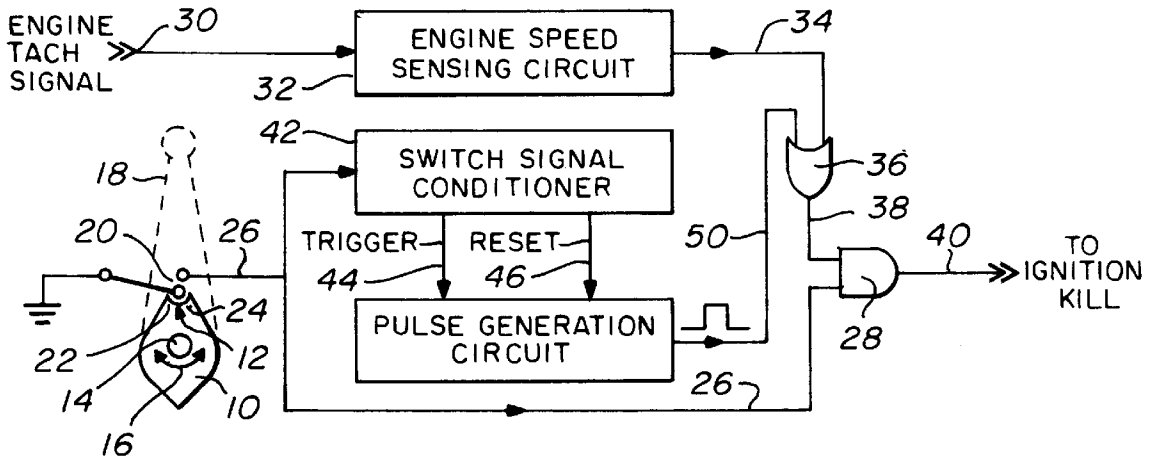 ENGINE
TACH
SIGNAL
30
ENGINE SPEED
SENSING CIRCUIT
32
34
42
SWITCH SIGNAL
CONDITIONER
36
18
38
20
26
TRIGGER
44
RESET
46
50
40
TO
IGNITION
KILL
28
22
24
12
14
16
10
PULSE GENERATION
CIRCUIT
26